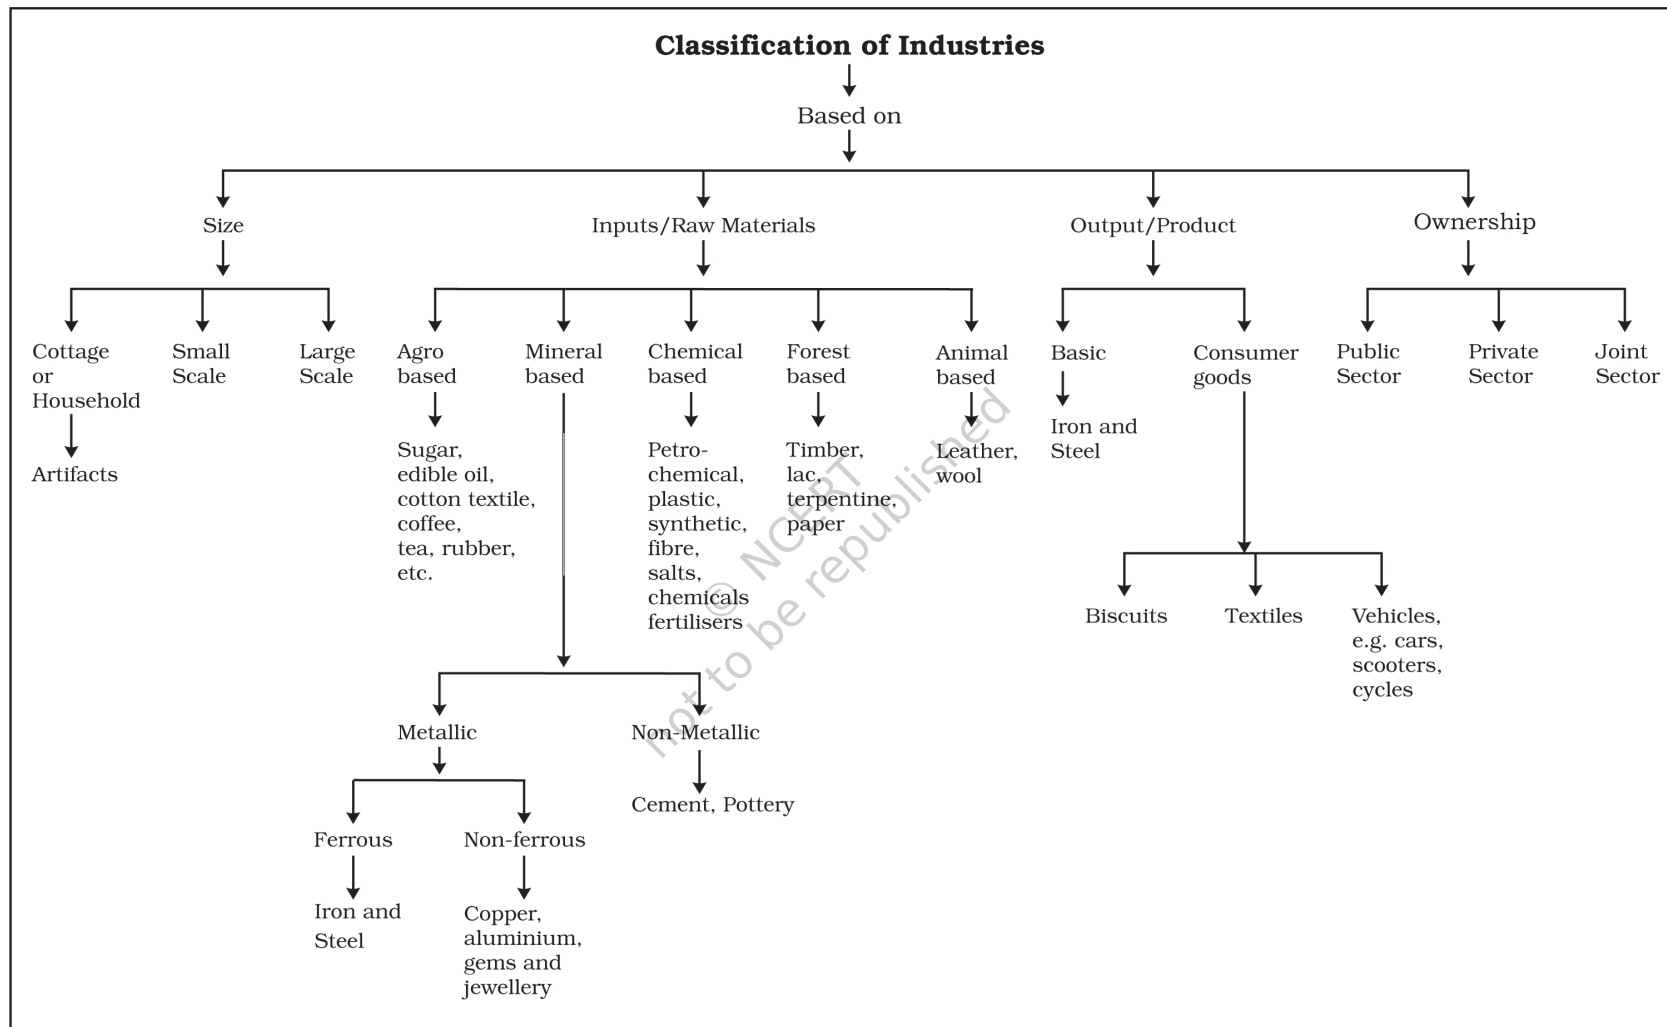 Classification of Industries
Based on
Size
Inputs/Raw Materials
Output/Product
Ownership
Cottage
or
Household
Small
Scale
Large
Scale
Agro
based
Mineral
based
Chemical
based
Forest
based
Animal
based
Basic
Consumer
goods
Public
Sector
Private
Sector
Joint
Sector
Artifacts
Sugar,
edible oil,
cotton textile,
coffee,
tea, rubber,
etc.
Petro-
chemical,
plastic,
synthetic,
fibre,
salts,
chemicals
fertilisers
Timber,
lac,
terpentine,
paper
Leather,
wool
Iron and
Steel
Biscuits
Textiles
Vehicles,
e.g. cars,
scooters,
cycles
Metallic
Non-Metallic
Cement, Pottery
Ferrous
Non-ferrous
Iron and
Steel
Copper,
aluminium,
gems and
jewellery
© NCERT
not to be republished